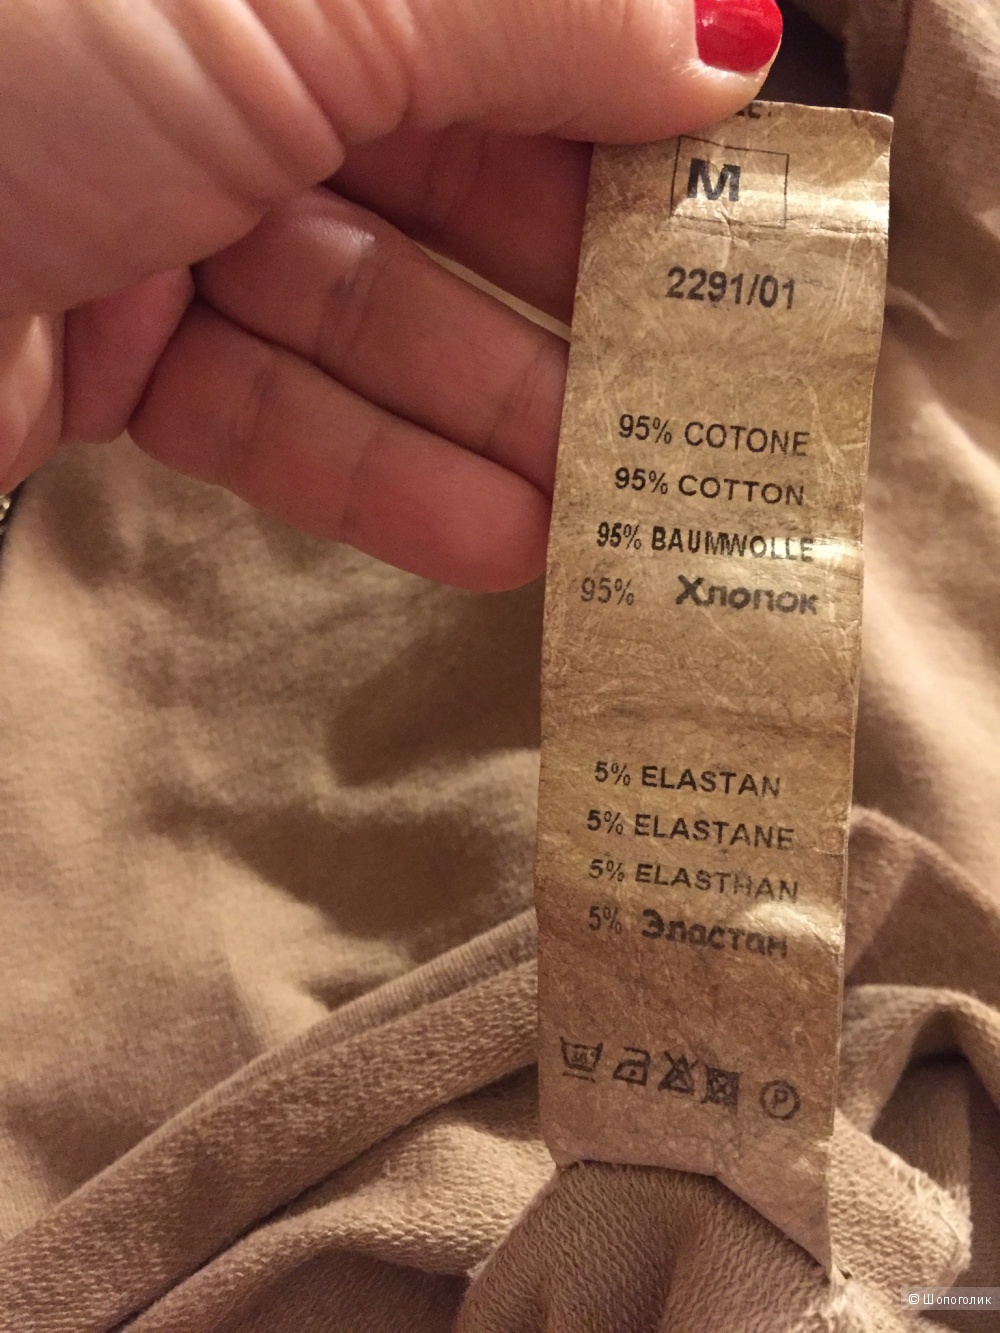 M
2291/01
95% COTONE
95% COTTON
95% BAUMWOLLE
95% Хлопок
5% ELASTAN
5% ELASTANE
5% ELASTHAN
5% Эластан
30°
P
© Шопоголик